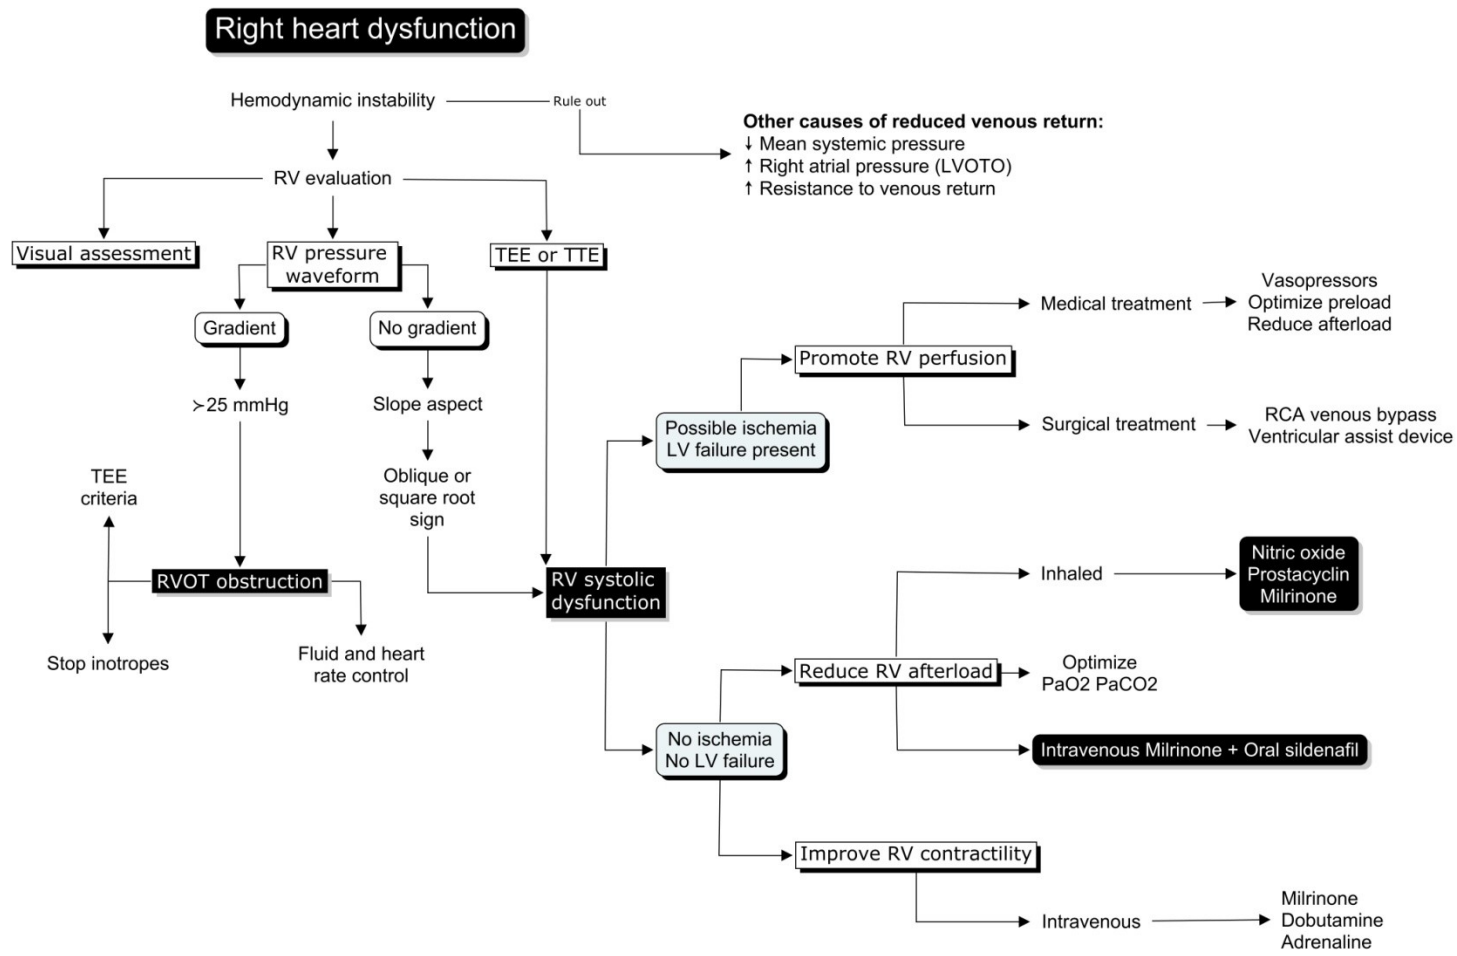 Right heart dysfunction
Hemodynamic instability
Rule out
Other causes of reduced venous return:
↓ Mean systemic pressure
↑ Right atrial pressure (LVOTO)
↑ Resistance to venous return
RV evaluation
Visual assessment
RV pressure
waveform
TEE or TTE
Gradient
No gradient
≻25 mmHg
Slope aspect
Oblique or
square root
sign
TEE
criteria
RVOT obstruction
Stop inotropes
Fluid and heart
rate control
RV systolic
dysfunction
Possible ischemia
LV failure present
Promote RV perfusion
Medical treatment
Vasopressors
Optimize preload
Reduce afterload
Surgical treatment
RCA venous bypass
Ventricular assist device
No ischemia
No LV failure
Reduce RV afterload
Inhaled
Nitric oxide
Prostacyclin
Milrinone
Optimize
PaO2 PaCO2
Intravenous Milrinone + Oral sildenafil
Improve RV contractility
Intravenous
Milrinone
Dobutamine
Adrenaline